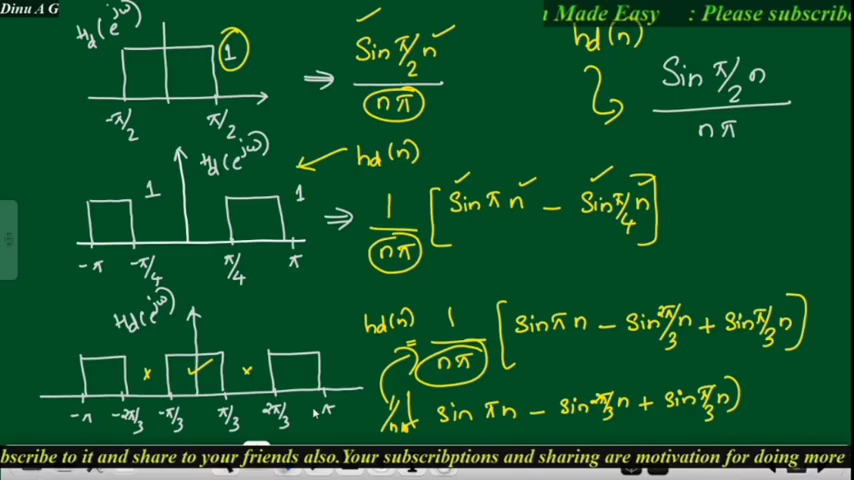 Dinu A G
u Made Easy : Please subscribe
Hd(e^jω)
1
-π/2
π/2
⇒
Sin π/2 n
nπ
hd(n)
Sin π/2 n
nπ
hd(n)
Hd(e^jω)
1
1
-π
-π/4
π/4
π
⇒
1/nπ [Sin π n - Sin π/4 n]
Hd(e^jω)
-π
-2π/3
-π/3
π/3
2π/3
π
hd(n) = 1/nπ [Sin π n - Sin 2π/3 n + Sin π/3 n]
sin πn - sin 2π/3 n + sin π/3 n)
bscribe to it and share to your friends also.Your subscribptions and sharing are motivation for doing more